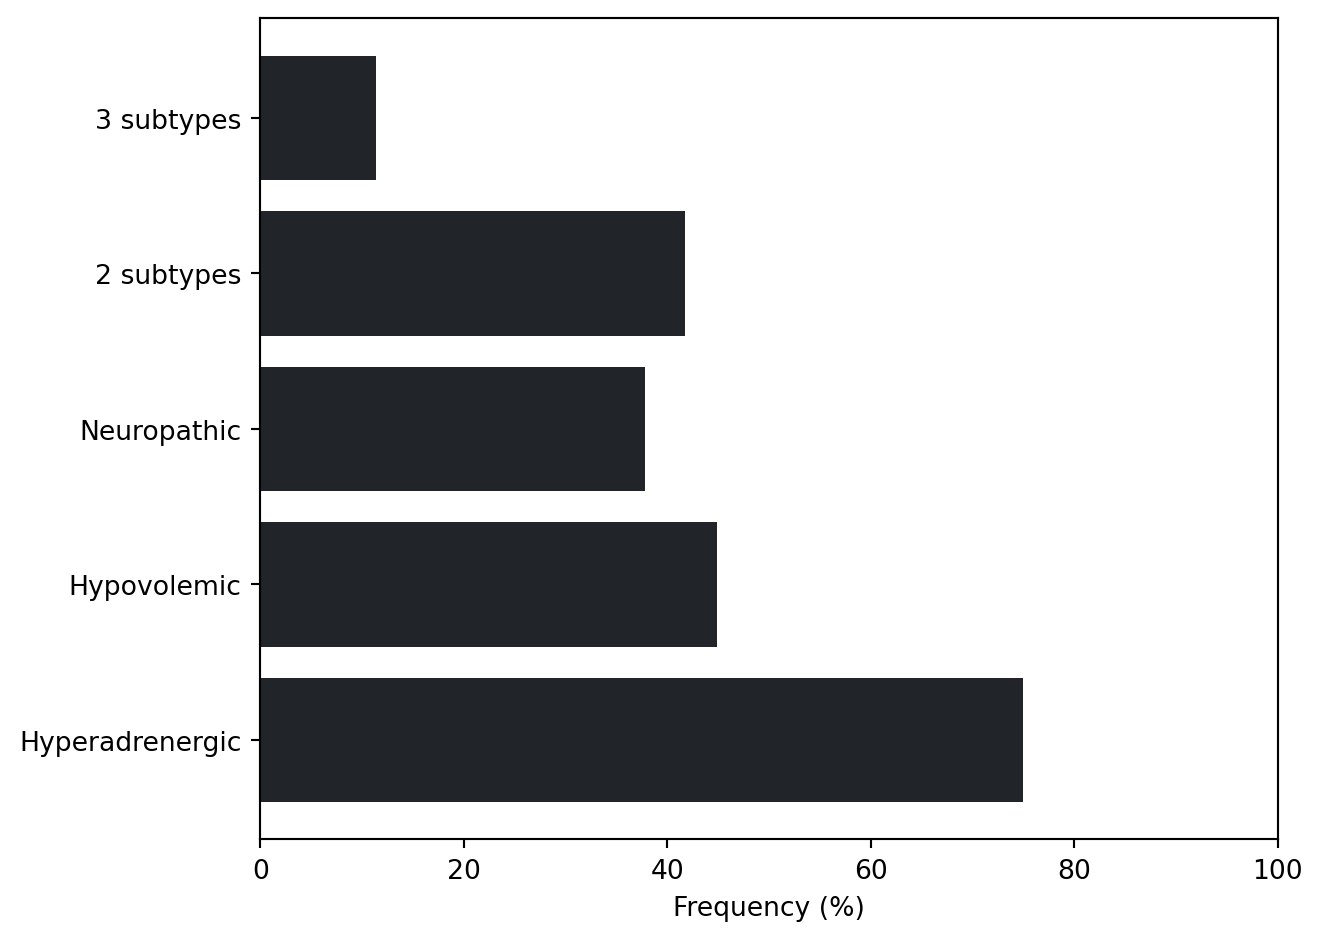 3 subtypes
2 subtypes
Neuropathic
Hypovolemic
Hyperadrenergic
0 20 40 60 80 100
Frequency (%)